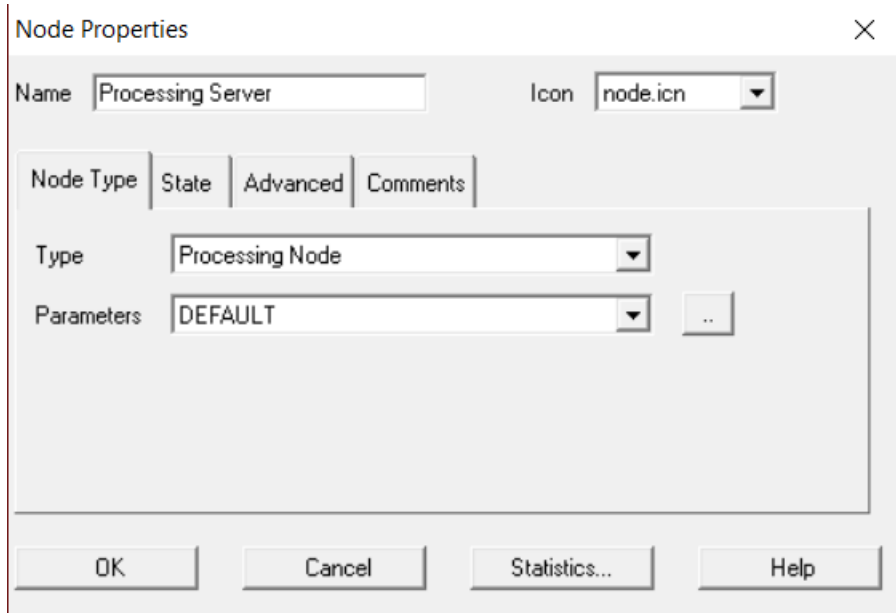 Node Properties
Name Processing Server Icon node.icn
Node Type State Advanced Comments
Type Processing Node
Parameters DEFAULT ..
OK Cancel Statistics... Help